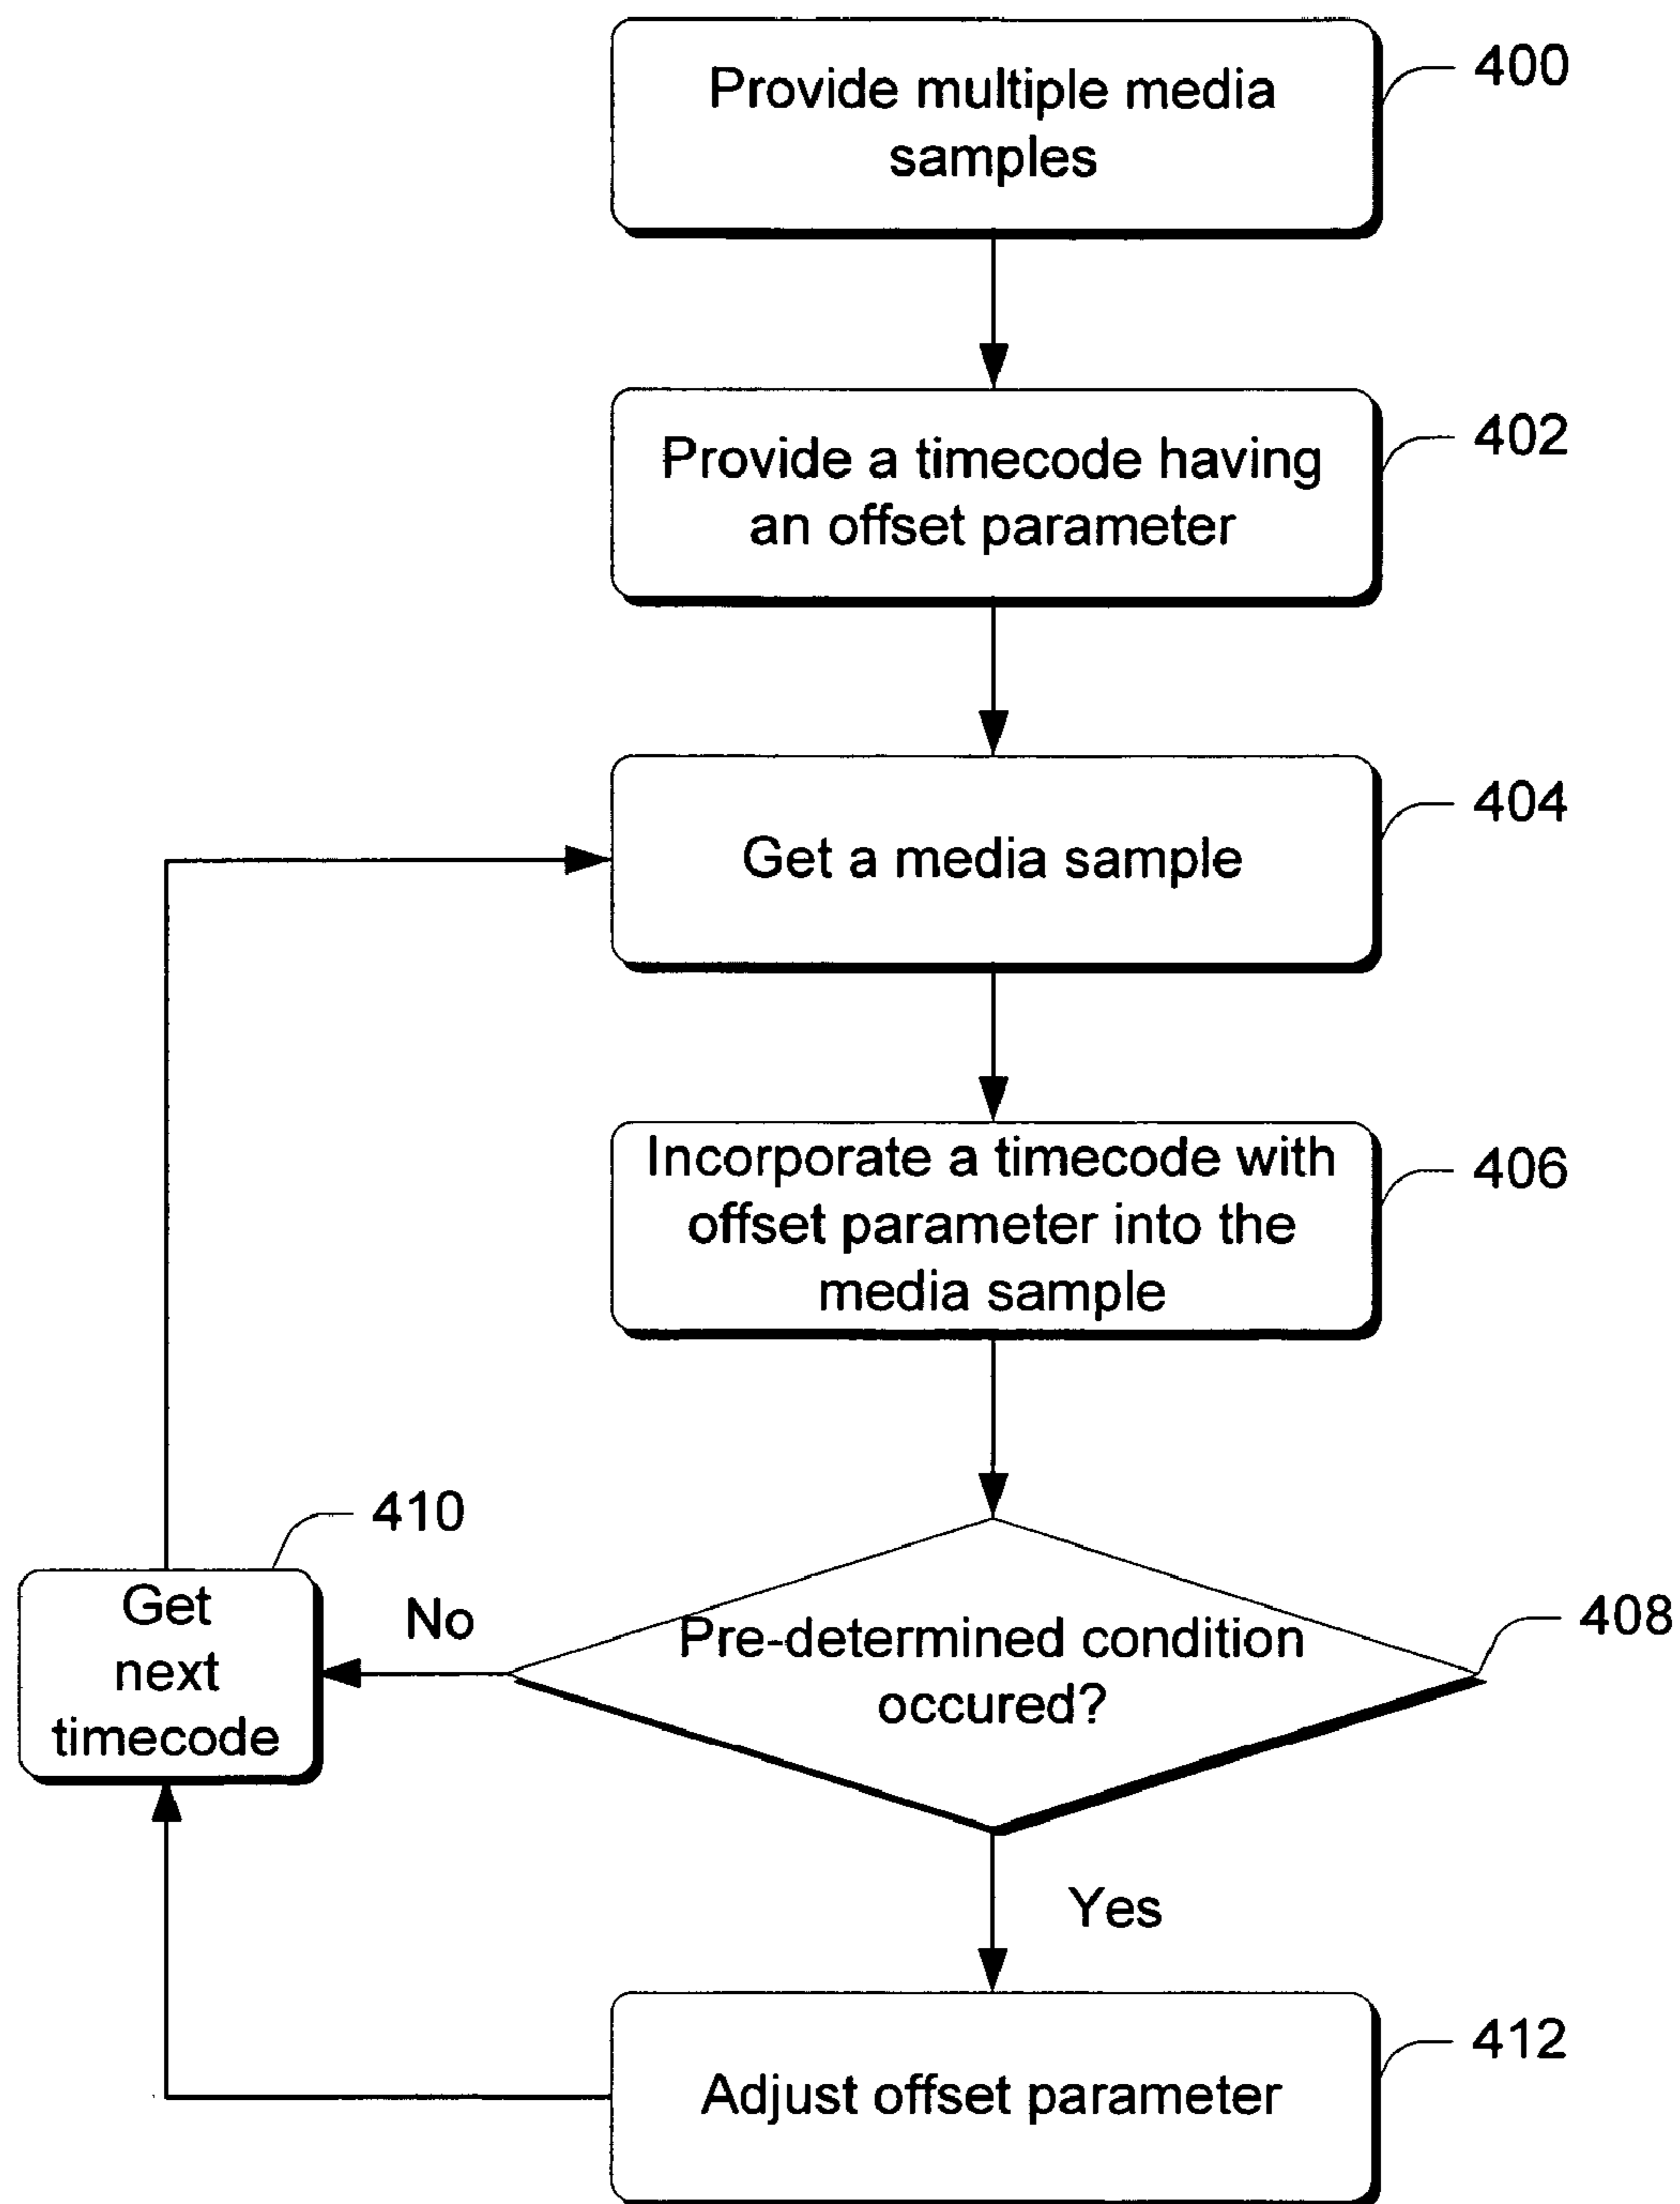 Provide multiple media
samples
400
Provide a timecode having
an offset parameter
402
Get a media sample
404
Incorporate a timecode with
offset parameter into the
media sample
406
Pre-determined condition
occured?
408
No
Get
next
timecode
410
Yes
Adjust offset parameter
412